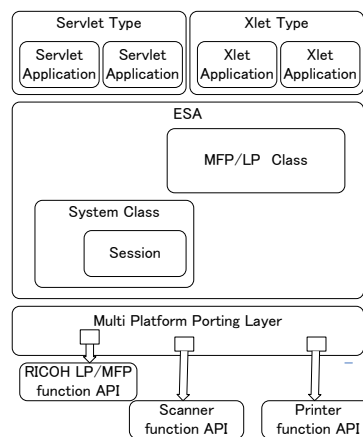 Servlet Type
Xlet Type
Servlet
Application
Servlet
Application
Xlet
Application
Xlet
Application
ESA
MFP/LP Class
System Class
Session
Multi Platform Porting Layer
RICOH LP/MFP
function API
Scanner
function API
Printer
function API